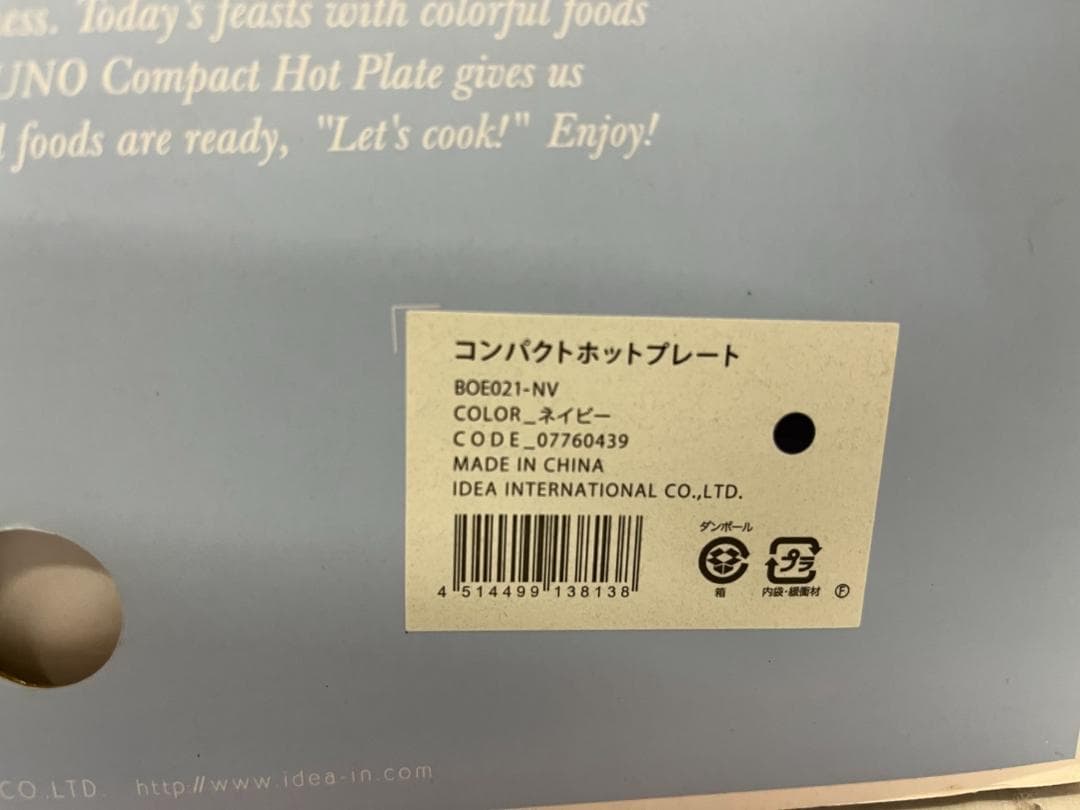 ess. Today's feasts with colorful foods
UNO Compact Hot Plate gives us
l foods are ready, "Let's cook!" Enjoy!
コンパクトホットプレート
BOE021-NV
COLOR_ネイビー
CODE_07760439
MADE IN CHINA
IDEA INTERNATIONAL CO.,LTD.
4 514499 138138
ダンボール
箱
プラ
内袋・緩衝材
F
CO.,LTD. http://www.idea-in.com